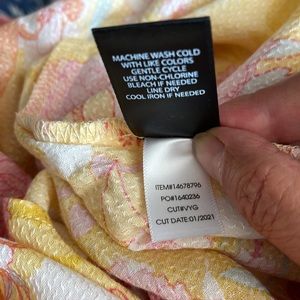 MACHINE WASH COLD
WITH LIKE COLORS
GENTLE CYCLE
USE NON-CHLORINE
BLEACH IF NEEDED
LINE DRY
COOL IRON IF NEEDED
ITEM#14678796
PO#1640236
CUT#VYG
CUT DATE:01/2021